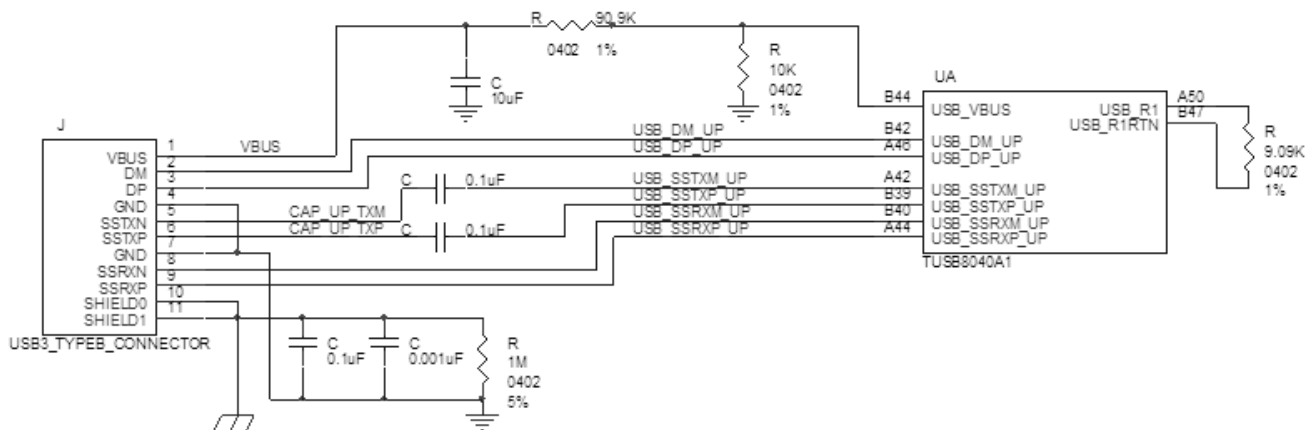 R 90.9K
0402 1%
C
10uF
R
10K
0402
1%
UA
J
B44 USB_VBUS
USB_R1 A50
USB_R1RTN B47
R
9.09K
0402
1%
VBUS 1 VBUS
DM 2
DP 3
GND 4
SSTXN 5 CAP_UP_TXM
SSTXP 6 CAP_UP_TXP
GND 7
SSRXN 8
SSRXP 9
SHIELD0 10
SHIELD1 11
USB3_TYPEB_CONNECTOR
C 0.1uF
C 0.1uF
USB_DM_UP B42 USB_DM_UP
USB_DP_UP A46 USB_DP_UP
USB_SSTXM_UP A42 USB_SSTXM_UP
USB_SSTXP_UP B39 USB_SSTXP_UP
USB_SSRXM_UP B40 USB_SSRXM_UP
USB_SSRXP_UP A44 USB_SSRXP_UP
TUSB8040A1
C
0.1uF
C
0.001uF
R
1M
0402
5%